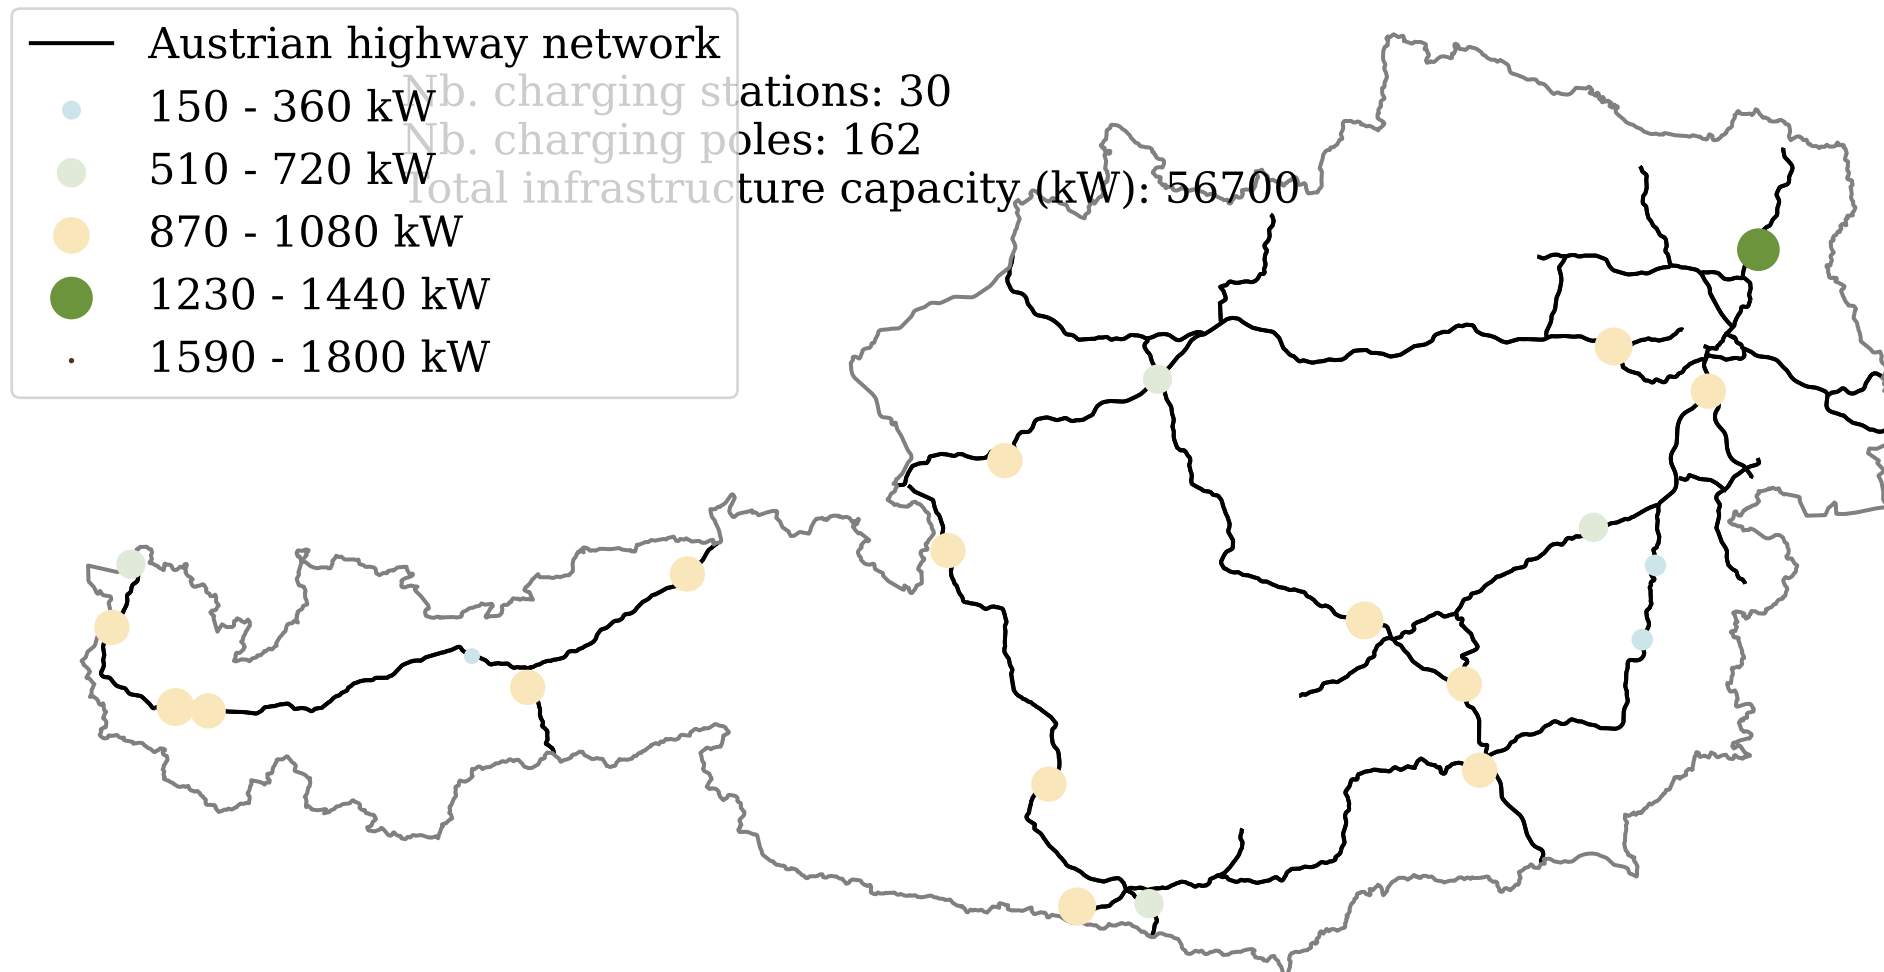 Austrian highway network
150 - 360 kW
510 - 720 kW
870 - 1080 kW
1230 - 1440 kW
1590 - 1800 kW
Nb. charging stations: 30
Nb. charging poles: 162
Total infrastructure capacity (kW): 56700